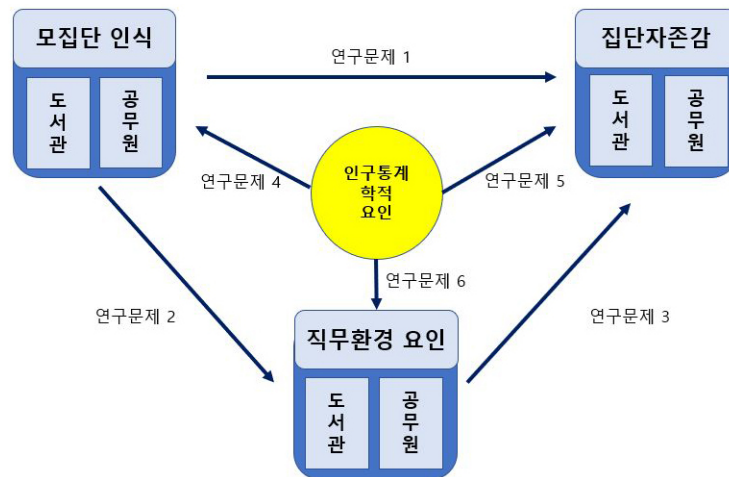 모집단 인식
도
서
관
공
무
원
연구문제 1
집단자존감
도
서
관
공
무
원
인구통계
학적
요인
연구문제 4
연구문제 5
연구문제 6
연구문제 2
연구문제 3
직무환경 요인
도
서
관
공
무
원